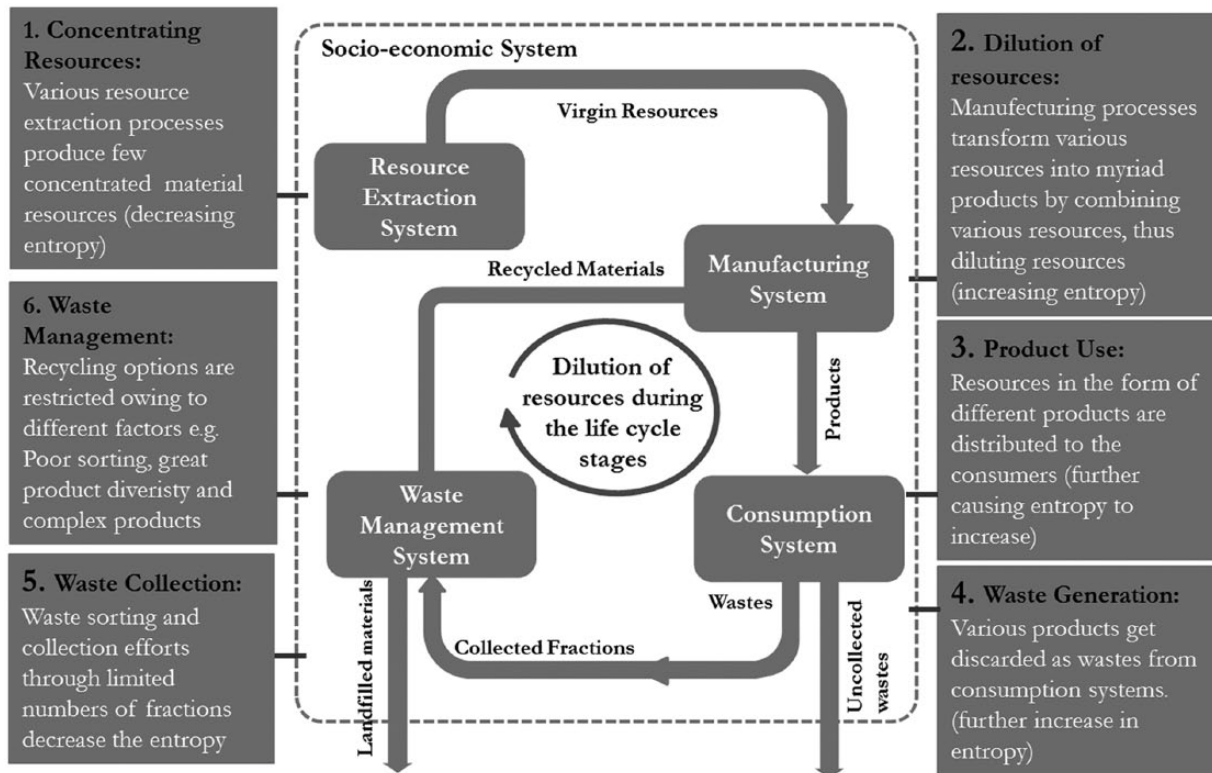 1. Concentrating
Resources:
Various resource
extraction processes
produce few
concentrated material
resources (decreasing
entropy)
6. Waste
Management:
Recycling options are
restricted owing to
different factors e.g.
Poor sorting, great
product diveristy and
complex products
5. Waste Collection:
Waste sorting and
collection efforts
through limited
numbers of fractions
decrease the entropy
Socio-economic System
Virgin Resources
Resource
Extraction
System
Recycled Materials
Manufacturing
System
Dilution of
resources during
the life cycle
stages
Products
Waste
Management
System
Consumption
System
Wastes
Collected Fractions
Landfilled materials
Uncollected
wastes
2. Dilution of
resources:
Manufecturing processes
transform various
resources into myriad
products by combining
various resources, thus
diluting resources
(increasing entropy)
3. Product Use:
Resources in the form of
different products are
distributed to the
consumers (further
causing entropy to
increase)
4. Waste Generation:
Various products get
discarded as wastes from
consumption systems.
(further increase in
entropy)